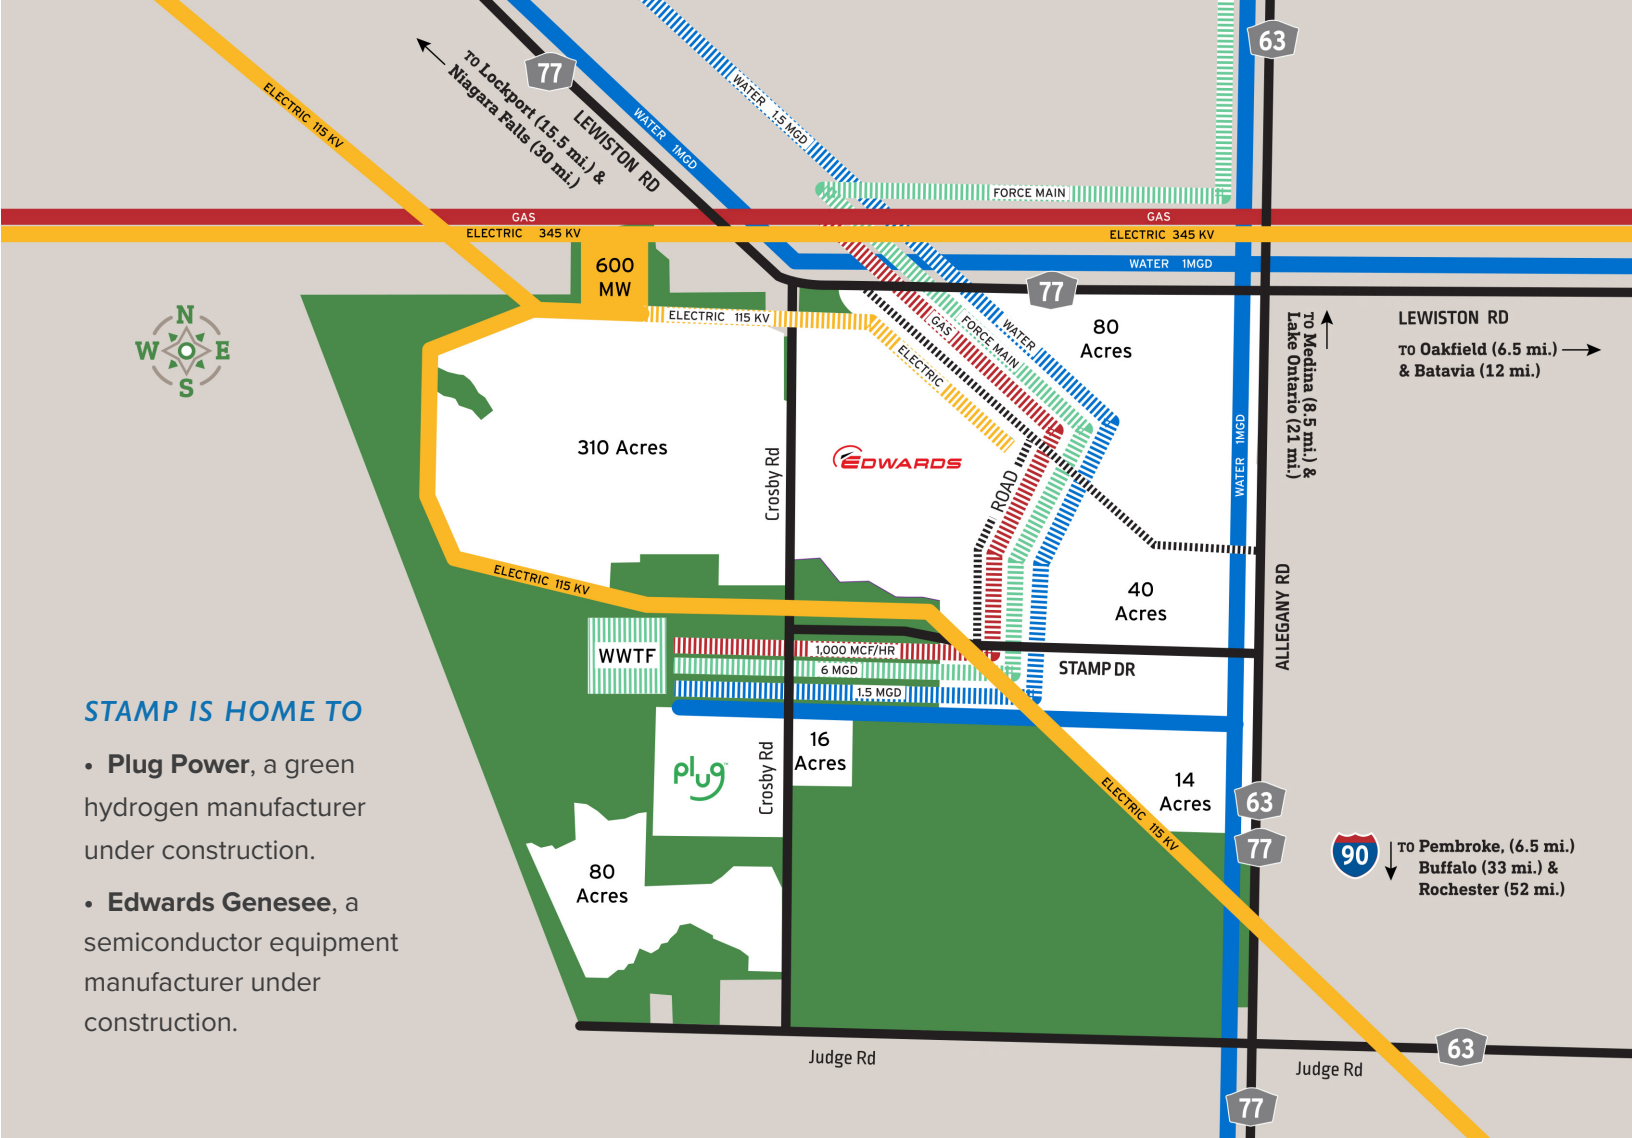 63
77
TO Lockport (15.5 mi.) &
Niagara Falls (30 mi.)
LEWISTON RD
ELECTRIC 115 KV
WATER 1MGD
WATER 1.5 MGD
FORCE MAIN
GAS
GAS
ELECTRIC 345 KV
ELECTRIC 345 KV
WATER 1MGD
600
MW
77
N
W E
S
ELECTRIC 115 KV
GAS
FORCE MAIN
WATER
ELECTRIC
80
Acres
TO Medina (8.5 mi.) &
Lake Ontario (21 mi.)
LEWISTON RD
TO Oakfield (6.5 mi.)
& Batavia (12 mi.)
310 Acres
Crosby Rd
EDWARDS
ROAD
WATER 1MGD
ELECTRIC 115 KV
40
Acres
ALLEGANY RD
WWTF
1,000 MCF/HR
6 MGD
1.5 MGD
STAMP DR
STAMP IS HOME TO
• Plug Power, a green
hydrogen manufacturer
under construction.
• Edwards Genesee, a
semiconductor equipment
manufacturer under
construction.
plug
Crosby Rd
16
Acres
14
Acres
ELECTRIC 115 KV
63
77
90
TO Pembroke, (6.5 mi.)
Buffalo (33 mi.) &
Rochester (52 mi.)
80
Acres
Judge Rd
Judge Rd
63
77